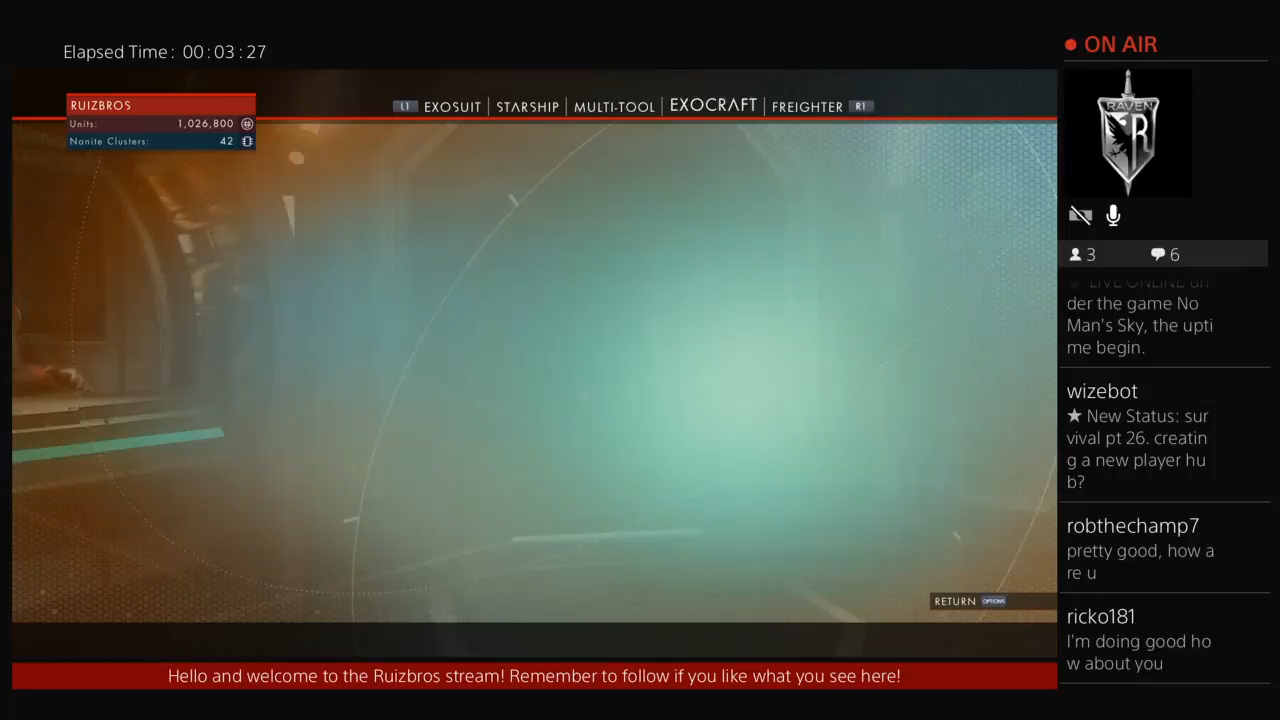 Elapsed Time: 00:03:27
ON AIR
RUIZBROS
Units: 1,026,800
Nanite Clusters: 42
L1 EXOSUIT STARSHIP MULTI-TOOL EXOCRAFT FREIGHTER R1
RAVEN
R
3 6
LIVE ONLINE un
der the game No
Man's Sky, the upti
me begin.
wizebot
★ New Status: sur
vival pt 26. creatin
g a new player hu
b?
robthechamp7
pretty good, how a
re u
ricko181
I'm doing good ho
w about you
RETURN OPTIONS
Hello and welcome to the Ruizbros stream! Remember to follow if you like what you see here!